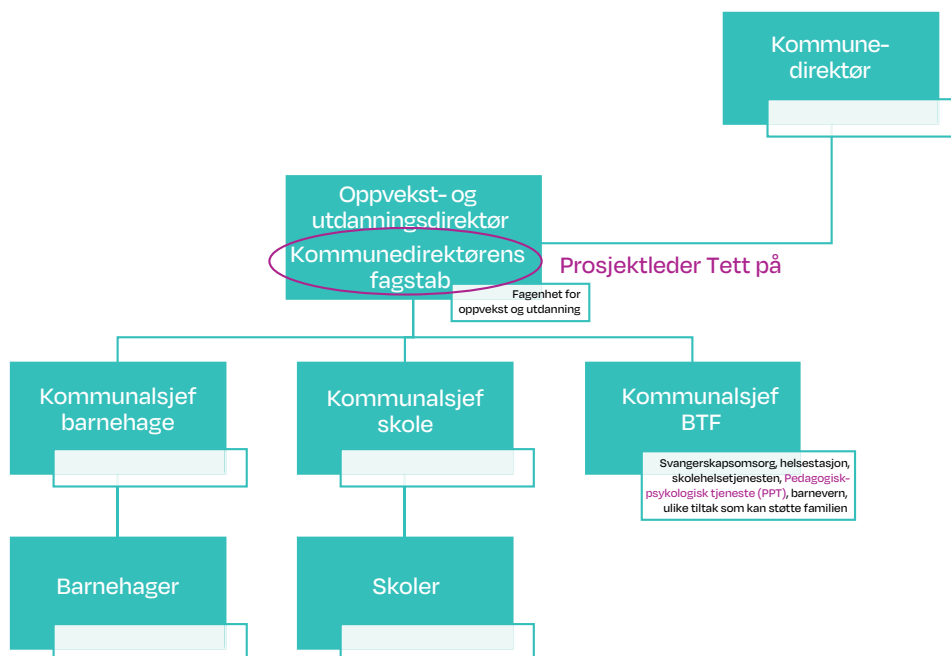 Kommune-
direktør
Oppvekst- og
utdanningsdirektør
Kommunedirektørens
fagstab
Prosjektleder Tett på
Fagenhet for
oppvekst og utdanning
Kommunalsjef
barnehage
Kommunalsjef
skole
Kommunalsjef
BTF
Svangerskapsomsorg, helsestasjon,
skolehelsetjenesten, Pedagogisk-
psykologisk tjeneste (PPT), barnevern,
ulike tiltak som kan støtte familien
Barnehager
Skoler